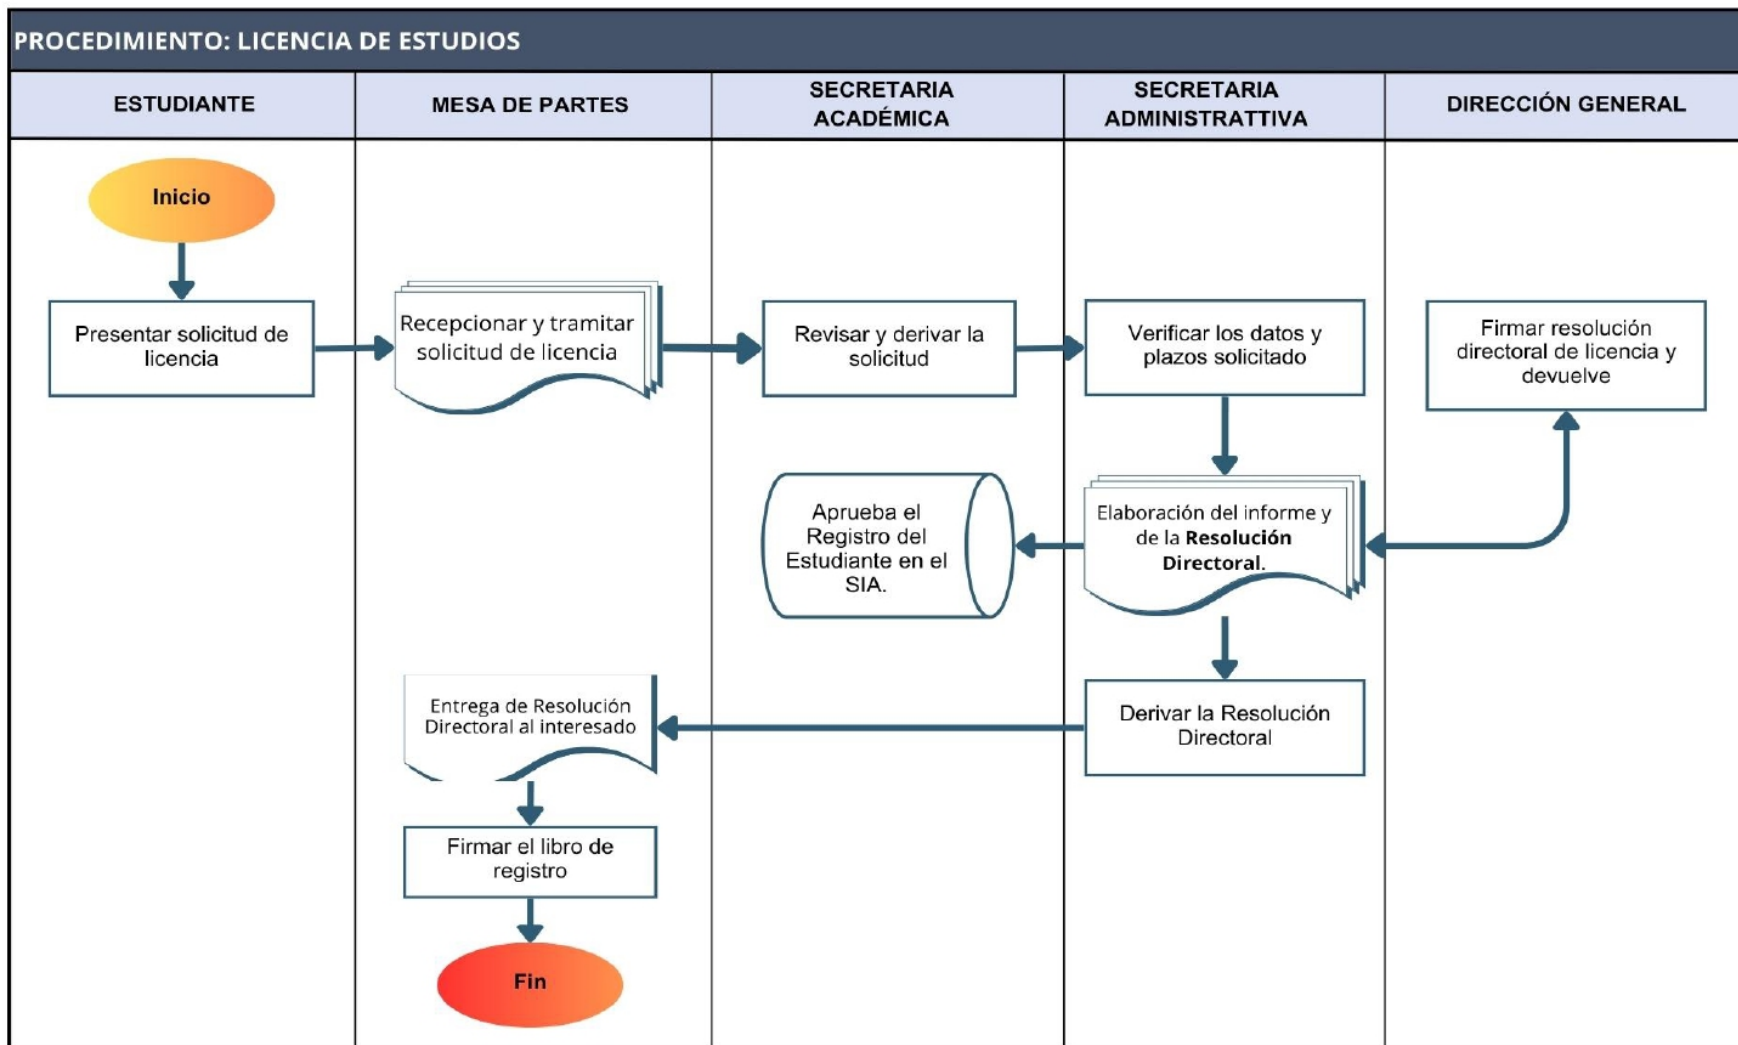 PROCEDIMIENTO: LICENCIA DE ESTUDIOS
ESTUDIANTE
MESA DE PARTES
SECRETARIA
ACADÉMICA
SECRETARIA
ADMINISTRATTIVA
DIRECCIÓN GENERAL
Inicio
Presentar solicitud de
licencia
Recepcionar y tramitar
solicitud de licencia
Revisar y derivar la
solicitud
Verificar los datos y
plazos solicitado
Firmar resolución
directoral de licencia y
devuelve
Aprueba el
Registro del
Estudiante en el
SIA.
Elaboración del informe y
de la Resolución
Directoral.
Entrega de Resolución
Directoral al interesado
Derivar la Resolución
Directoral
Firmar el libro de
registro
Fin